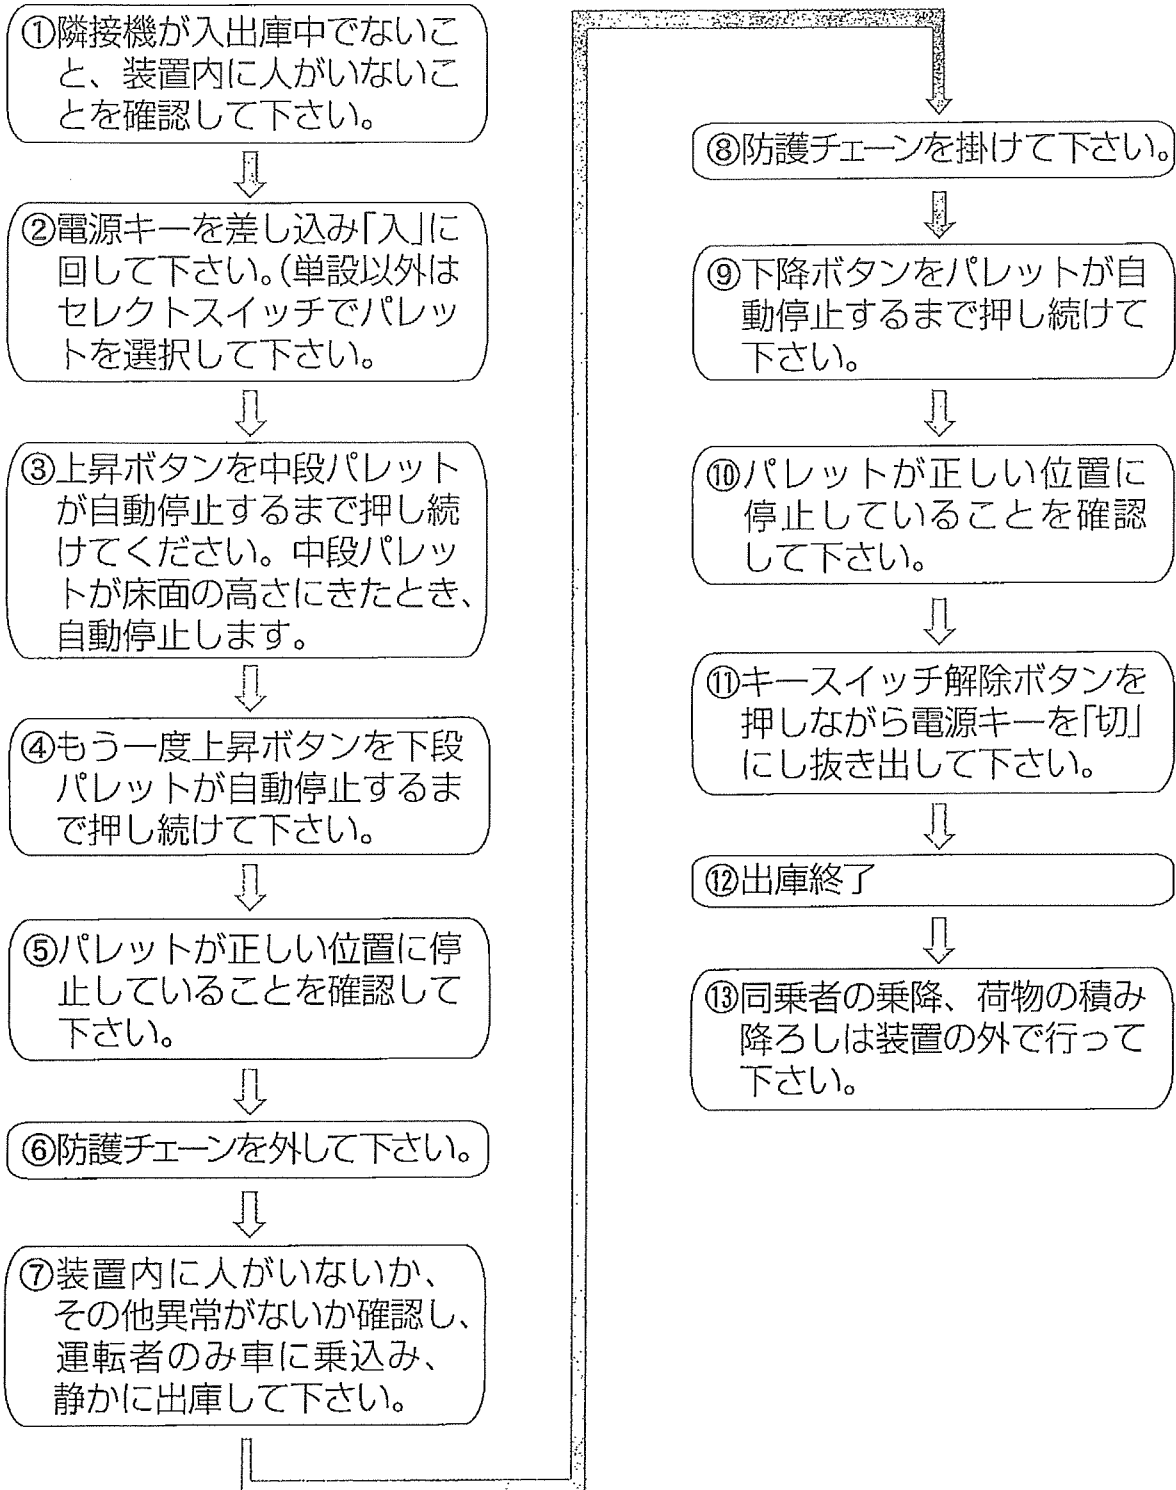 ①隣接機が入出庫中でないこ
と、装置内に人がいないこ
とを確認して下さい。
②電源キーを差し込み「入」に
回して下さい。(単設以外は
セレクトスイッチでパレッ
トを選択して下さい。
③上昇ボタンを中段パレット
が自動停止するまで押し続
けてください。中段パレッ
トが床面の高さにきたとき、
自動停止します。
④もう一度上昇ボタンを下段
パレットが自動停止するま
で押し続けて下さい。
⑤パレットが正しい位置に停
止していることを確認して
下さい。
⑥防護チェーンを外して下さい。
⑦装置内に人がいないか、
その他異常がないか確認し、
運転者のみ車に乗込み、
静かに出庫して下さい。
⑧防護チェーンを掛けて下さい。
⑨下降ボタンをパレットが自
動停止するまで押し続けて
下さい。
⑩パレットが正しい位置に
停止していることを確認
して下さい。
⑪キースイッチ解除ボタンを
押しながら電源キーを「切」
にし抜き出して下さい。
⑫出庫終了
⑬同乗者の乗降、荷物の積み
降ろしは装置の外で行って
下さい。